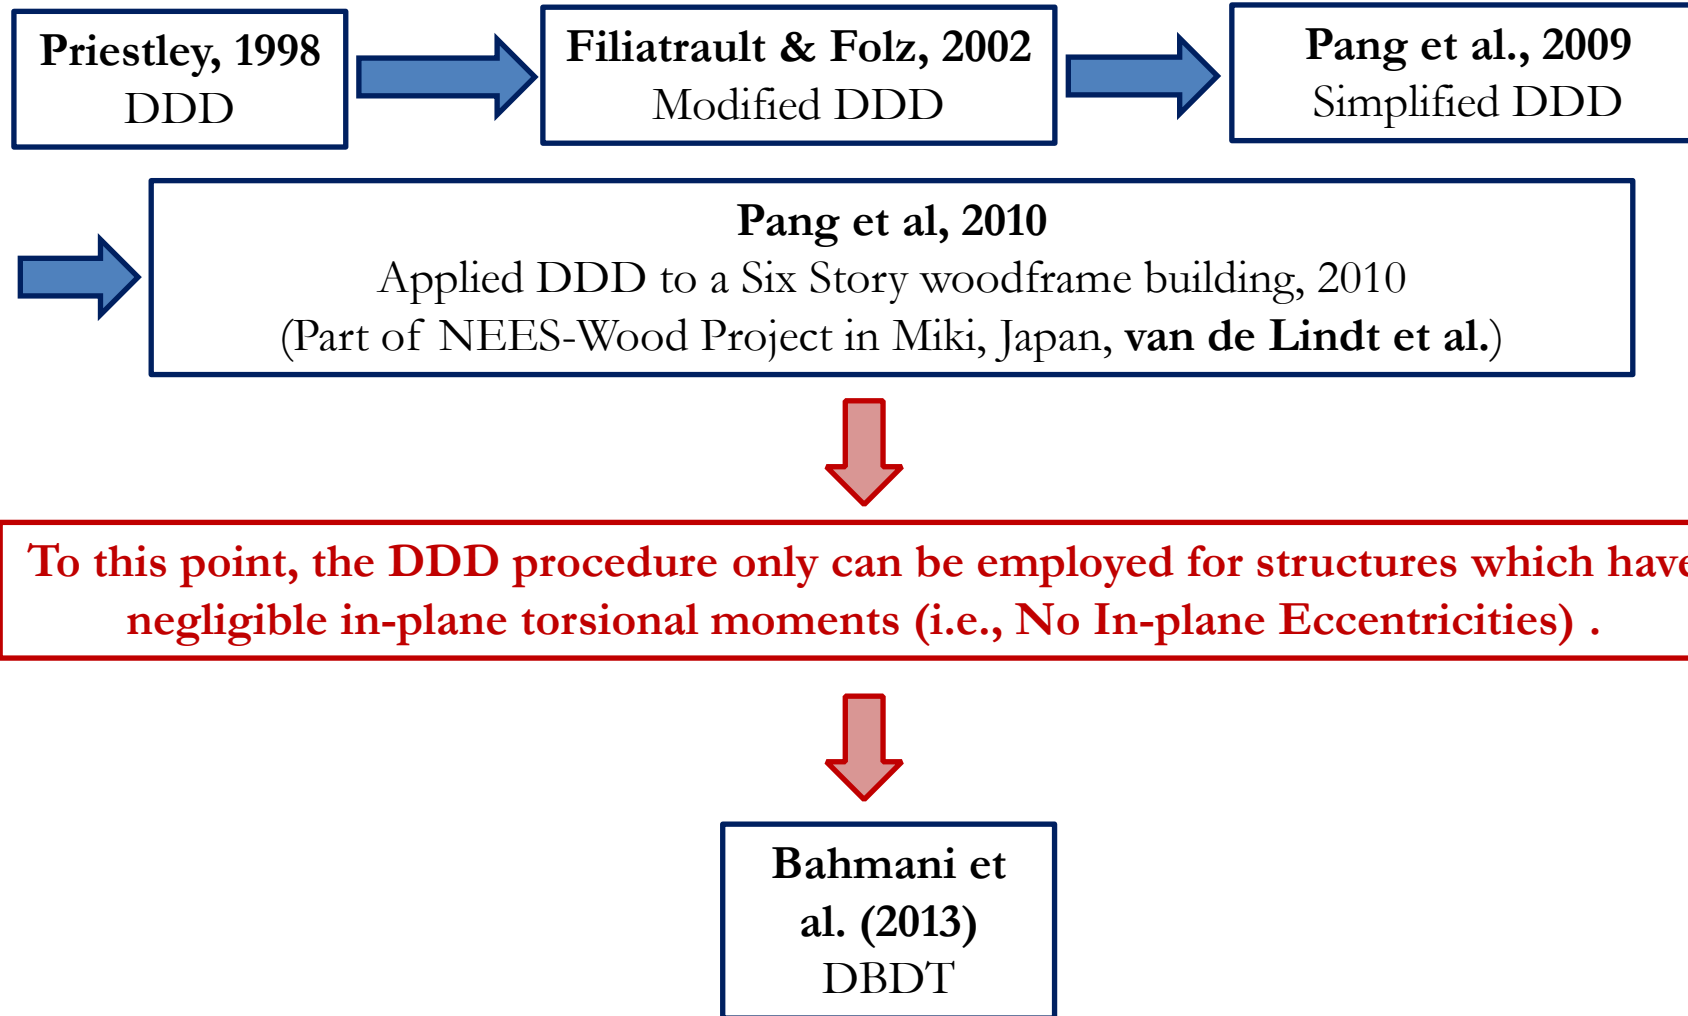 Priestley, 1998
DDD
Filiatrault & Folz, 2002
Modified DDD
Pang et al., 2009
Simplified DDD
Pang et al, 2010
Applied DDD to a Six Story woodframe building, 2010
(Part of NEES-Wood Project in Miki, Japan, van de Lindt et al.)
To this point, the DDD procedure only can be employed for structures which have
negligible in-plane torsional moments (i.e., No In-plane Eccentricities) .
Bahmani et
al. (2013)
DBDT